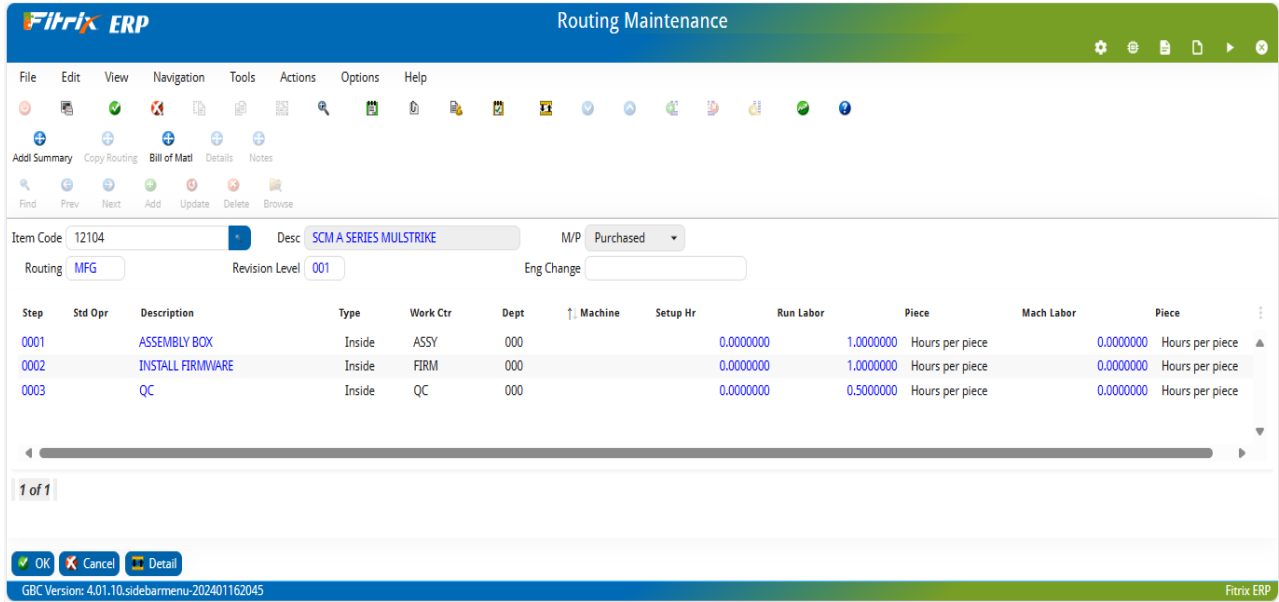 Fitrix ERP
Routing Maintenance
File Edit View Navigation Tools Actions Options Help
Addl Summary Copy Routing Bill of Matl Details Notes
Find Prev Next Add Update Delete Browse
Item Code 12104 Desc SCM A SERIES MULSTRIKE M/P Purchased
Routing MFG Revision Level 001 Eng Change
Step Std Opr Description Type Work Ctr Dept Machine Setup Hr Run Labor Piece Mach Labor Piece
0001 ASSEMBLY BOX Inside ASSY 000 0.0000000 1.0000000 Hours per piece 0.0000000 Hours per piece
0002 INSTALL FIRMWARE Inside FIRM 000 0.0000000 1.0000000 Hours per piece 0.0000000 Hours per piece
0003 QC Inside QC 000 0.0000000 0.5000000 Hours per piece 0.0000000 Hours per piece
1 of 1
OK Cancel Detail
GBC Version: 4.01.10.sidebarmenu-202401162045 Fitrix ERP